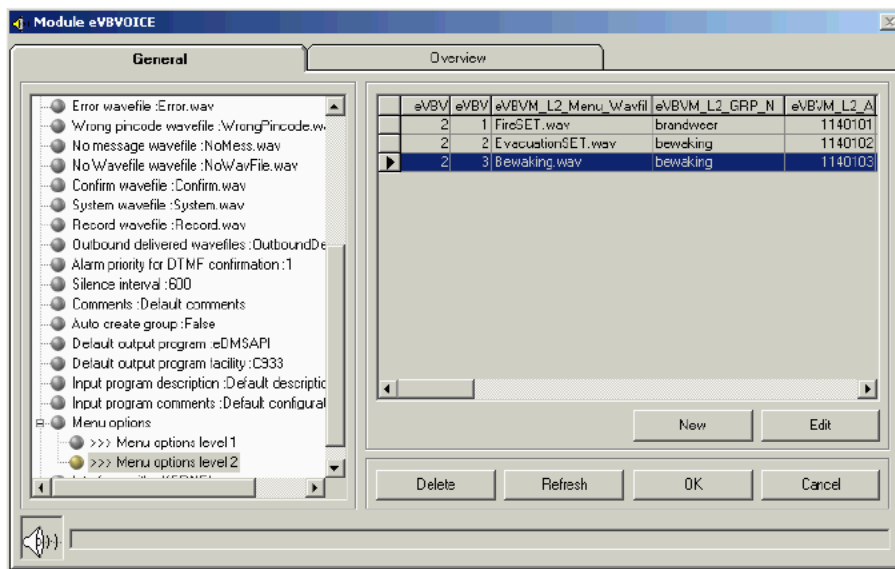 Module eVBVOICE
General
Overview
Error wavefile :Error.wav
Wrong pincode wavefile :WrongPincode.wa
No message wavefile :NoMess.wav
No Wavefile wavefile :NoWavFile.wav
Confirm wavefile :Confirm.wav
System wavefile :System.wav
Record wavefile :Record.wav
Outbound delivered wavefiles :OutboundDe
Alarm priority for DTMF confirmation :1
Silence interval :600
Comments :Default comments
Auto create group :False
Default output program :eDMSAPI
Default output program facility :C933
Input program description :Default descriptic
Input program comments :Default configurat
Menu options
>>> Menu options level 1
>>> Menu options level 2
eVBV eVBV eVBVM_L2_Menu_Wavfil eVBVM_L2_GRP_N eVBVM_L2_A
2 1 FireSET.wav brandweer 1140101
2 2 EvacuationSET.wav bewaking 1140102
2 3 Bewaking.wav bewaking 1140103
New Edit
Delete Refresh OK Cancel